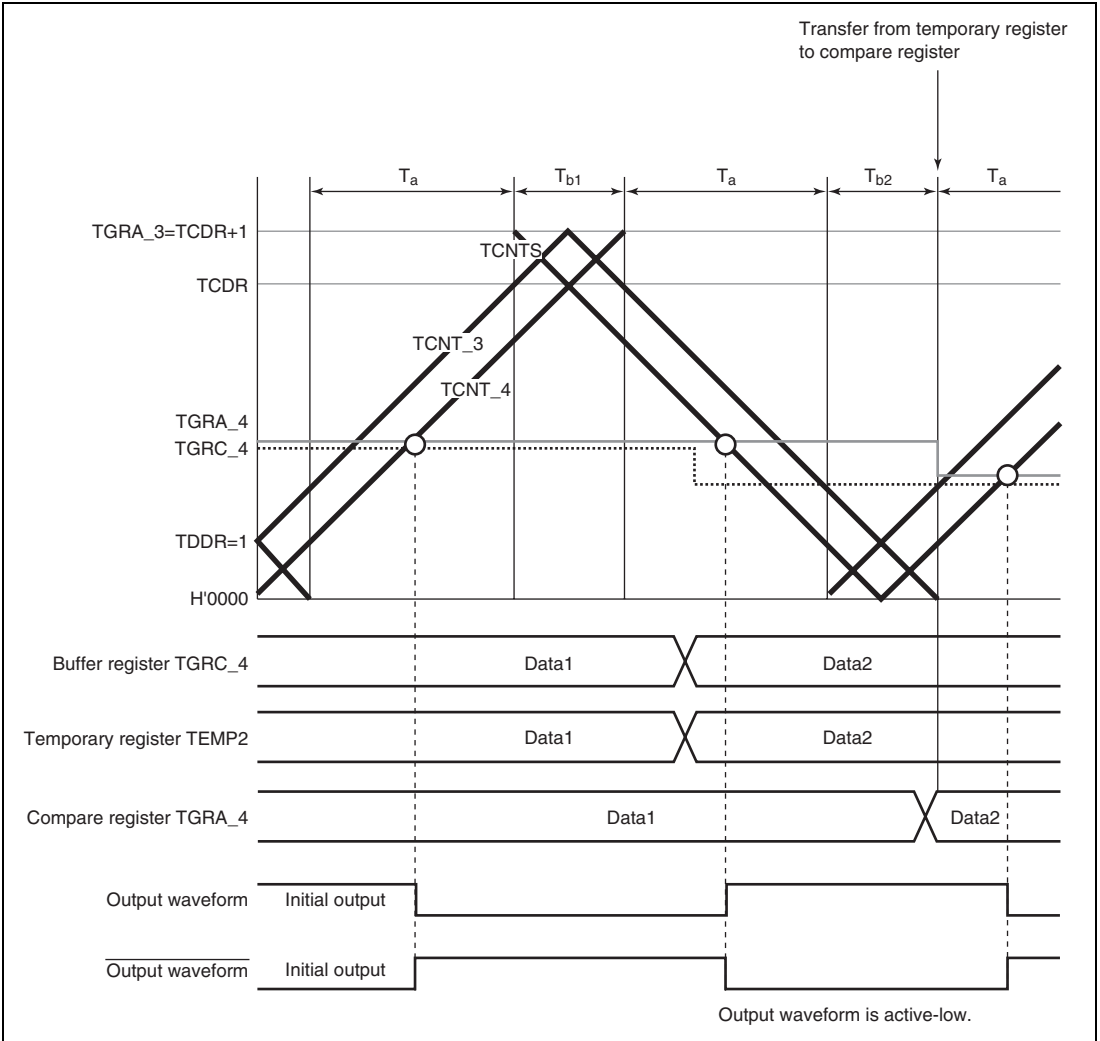 Transfer from temporary register
to compare register
Ta
Tb1
Ta
Tb2
Ta
TGRA_3=TCDR+1
TCNTS
TCDR
TCNT_3
TCNT_4
TGRA_4
TGRC_4
TDDR=1
H'0000
Buffer register TGRC_4
Data1
Data2
Temporary register TEMP2
Data1
Data2
Compare register TGRA_4
Data1
Data2
Output waveform
Initial output
Output waveform
Initial output
Output waveform is active-low.